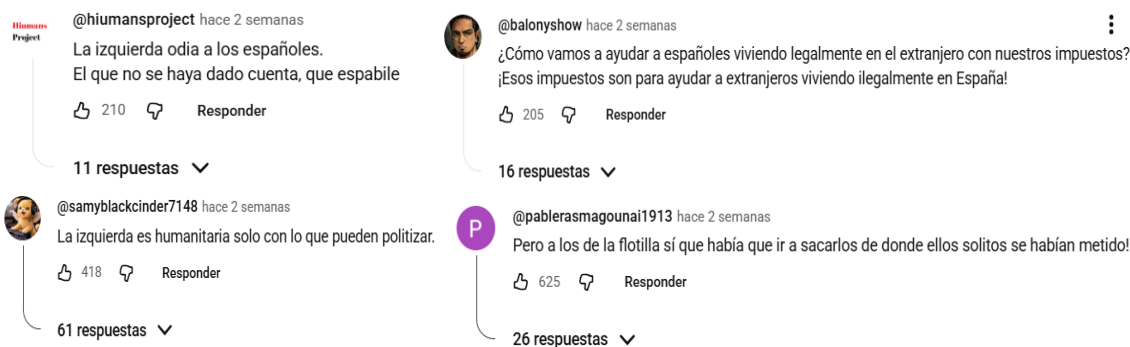 Hiumans
Project
@hiumansproject hace 2 semanas
La izquierda odia a los españoles.
El que no se haya dado cuenta, que espabile
210 Responder
11 respuestas
@balonyshow hace 2 semanas
¿Cómo vamos a ayudar a españoles viviendo legalmente en el extranjero con nuestros impuestos?
¡Esos impuestos son para ayudar a extranjeros viviendo ilegalmente en España!
205 Responder
16 respuestas
@samyblackcinder7148 hace 2 semanas
La izquierda es humanitaria solo con lo que pueden politizar.
418 Responder
61 respuestas
P
@pablerasmagounai1913 hace 2 semanas
Pero a los de la flotilla sí que había que ir a sacarlos de donde ellos solitos se habían metido!
625 Responder
26 respuestas